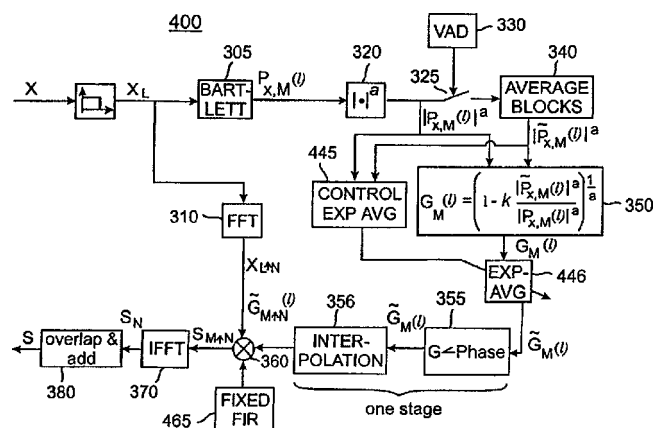 400
330
VAD
305
320
340
X
X_L
BART-
LETT
P_x,M(l)
|•|^a
325
AVERAGE
BLOCKS
|P_x,M(l)|^a
|P̃_x,M(l)|^a
445
CONTROL
EXP AVG
G_M(l) = (1 - k |P̃_x,M(l)|^a / |P_x,M(l)|^a)^(1/a)
350
310
FFT
G_M(l)
EXP-
AVG
446
X_L↑N
G̃_M↑N(l)
356
355
S
overlap &
add
S_N
IFFT
S_M↑N
INTER-
POLATION
G̃_M(l)
G∠Phase
G̃_M(l)
380
370
360
FIXED
FIR
465
one stage